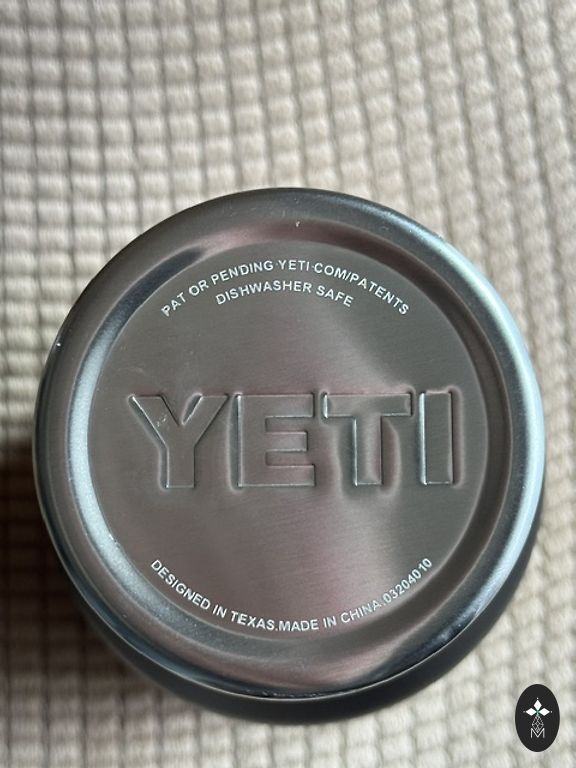 PAT OR PENDING YETI·COM/PATENTS
DISHWASHER SAFE
YETI
DESIGNED IN TEXAS.MADE IN CHINA.03204010